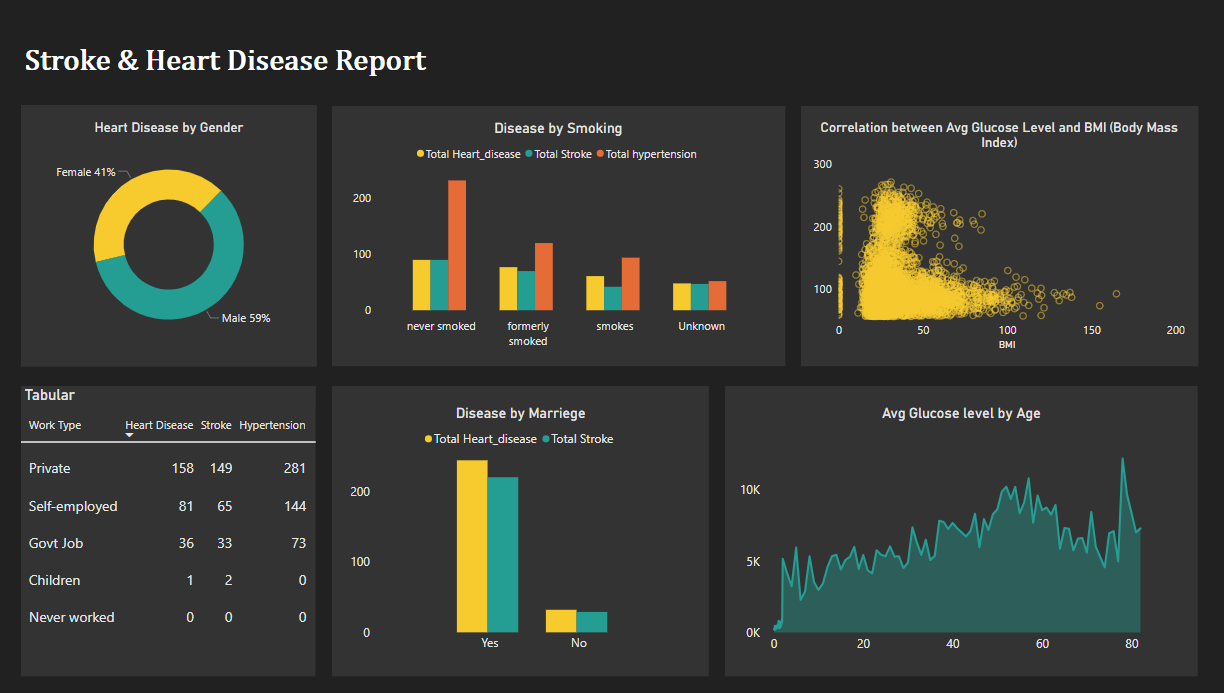 Stroke & Heart Disease Report
Heart Disease by Gender
Female 41%
Male 59%
Disease by Smoking
Total Heart_disease Total Stroke Total hypertension
200
100
0
never smoked
formerly
smoked
smokes
Unknown
Correlation between Avg Glucose Level and BMI (Body Mass
Index)
300
200
100
0 50 100 150 200
BMI
Tabular
Work Type Heart Disease Stroke Hypertension
Private 158 149 281
Self-employed 81 65 144
Govt Job 36 33 73
Children 1 2 0
Never worked 0 0 0
Disease by Marriege
Total Heart_disease Total Stroke
200
100
0
Yes No
Avg Glucose level by Age
10K
5K
0K
0 20 40 60 80